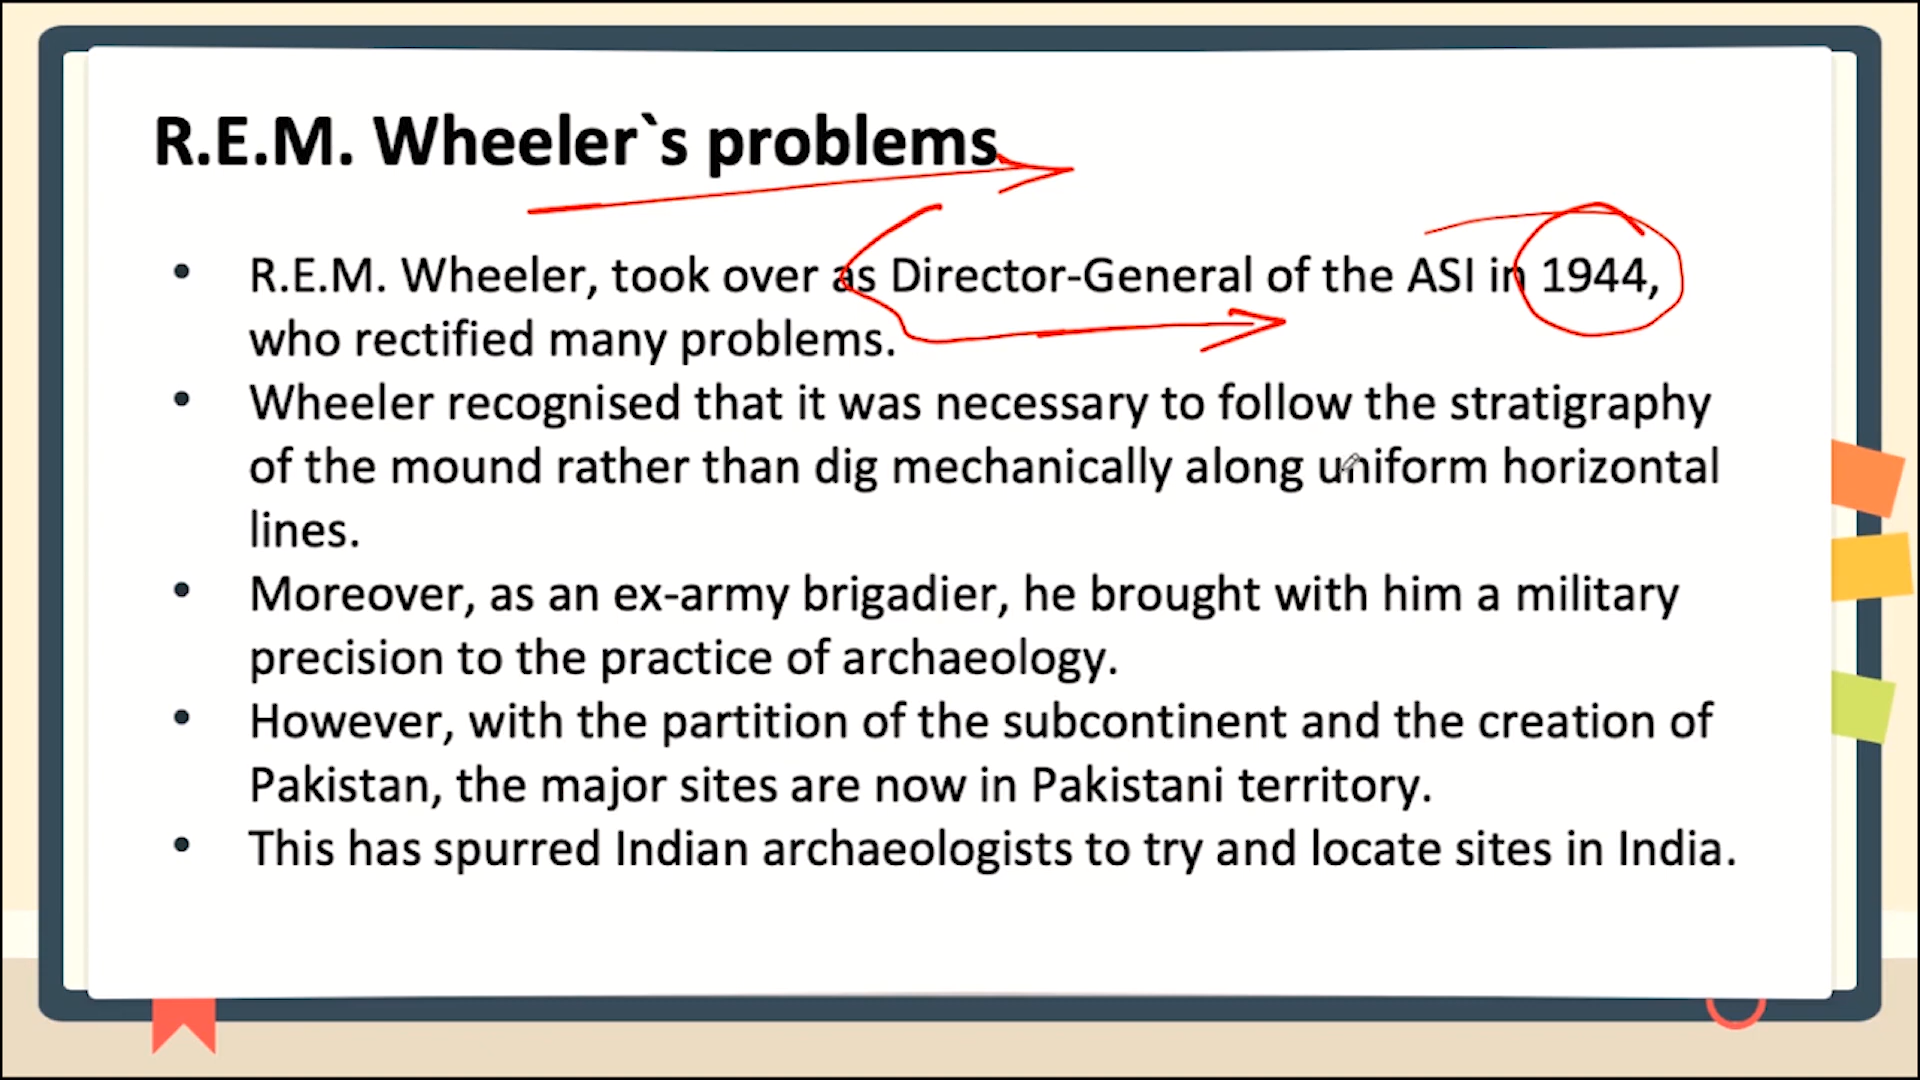 R.E.M. Wheeler`s problems
• R.E.M. Wheeler, took over as Director-General of the ASI in 1944,
who rectified many problems.
• Wheeler recognised that it was necessary to follow the stratigraphy
of the mound rather than dig mechanically along uniform horizontal
lines.
• Moreover, as an ex-army brigadier, he brought with him a military
precision to the practice of archaeology.
• However, with the partition of the subcontinent and the creation of
Pakistan, the major sites are now in Pakistani territory.
• This has spurred Indian archaeologists to try and locate sites in India.